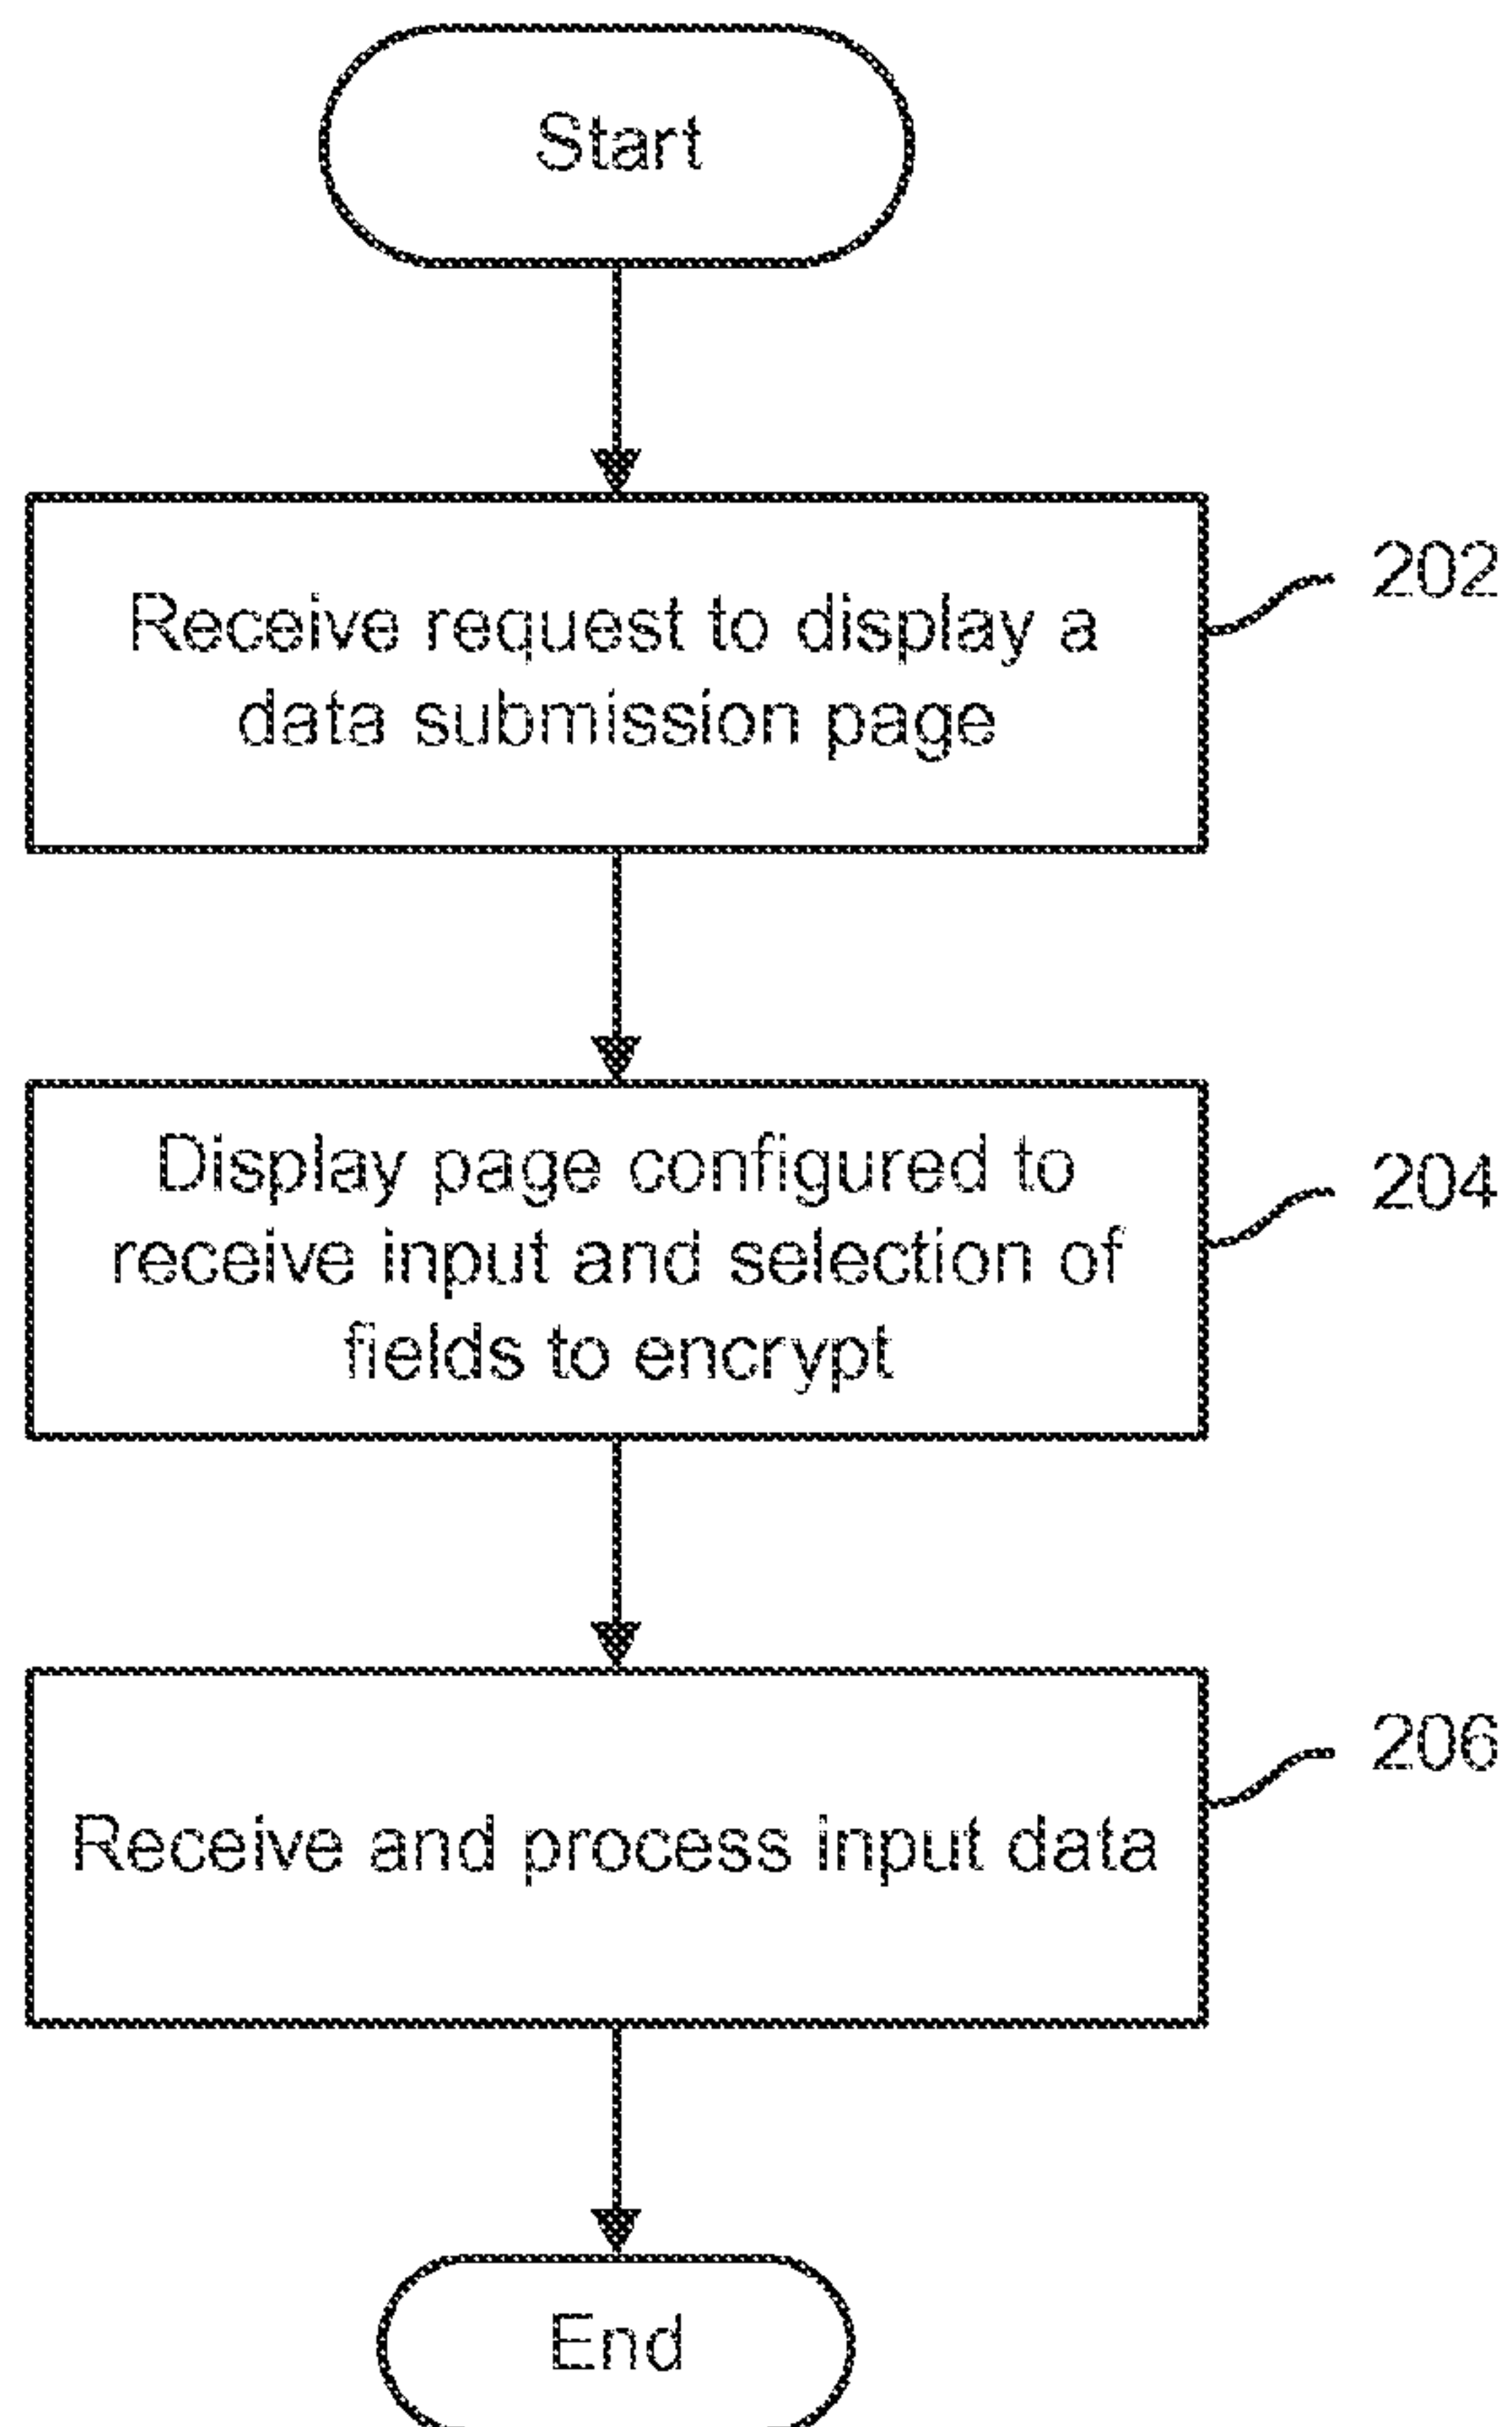 Start
Receive request to display a
data submission page
202
Display page configured to
receive input and selection of
fields to encrypt
204
Receive and process input data
206
End